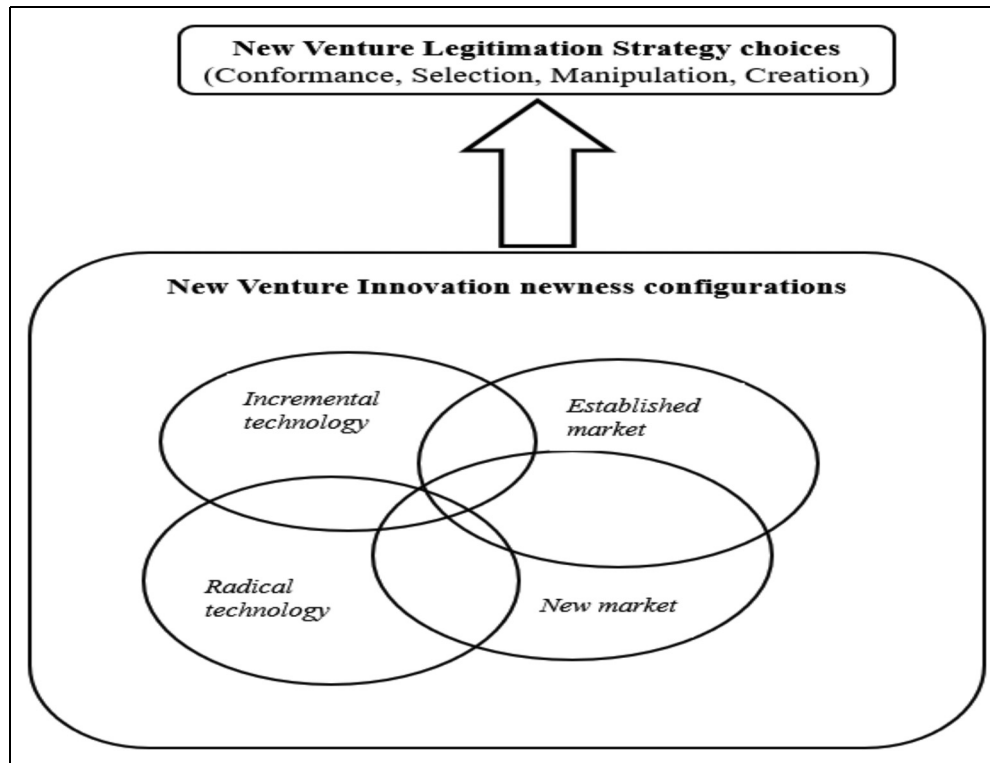 New Venture Legitimation Strategy choices
(Conformance, Selection, Manipulation, Creation)
New Venture Innovation newness configurations
Incremental
technology
Established
market
Radical
technology
New market